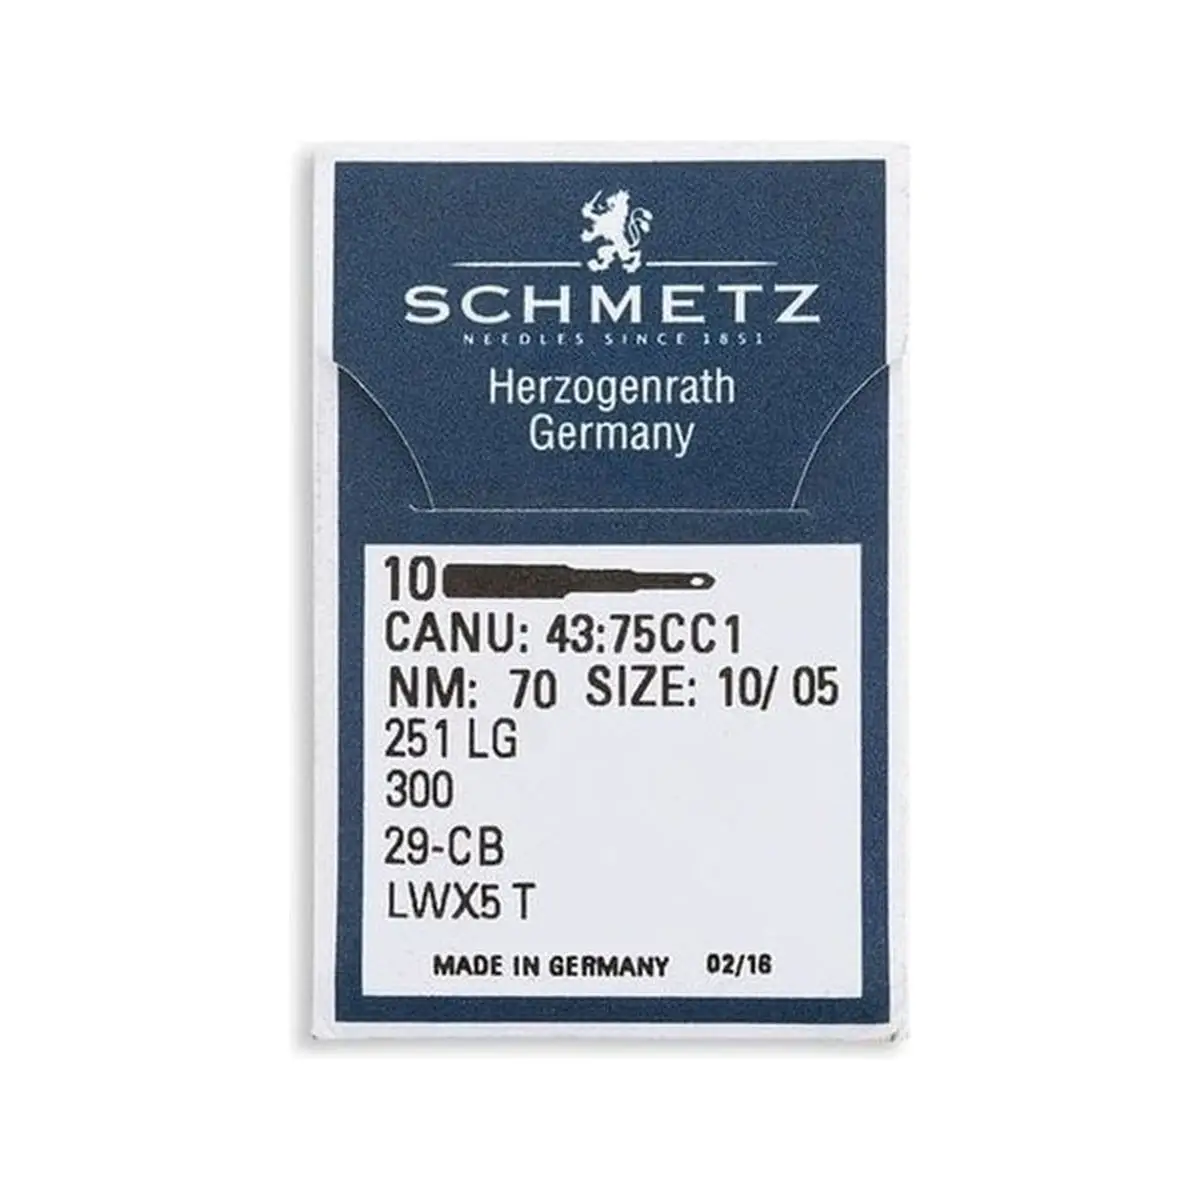 SCHMETZ
NEEDLES SINCE 1851
Herzogenrath
Germany
10
CANU: 43:75CC1
NM: 70 SIZE: 10/ 05
251 LG
300
29-CB
LWX5 T
MADE IN GERMANY 02/16